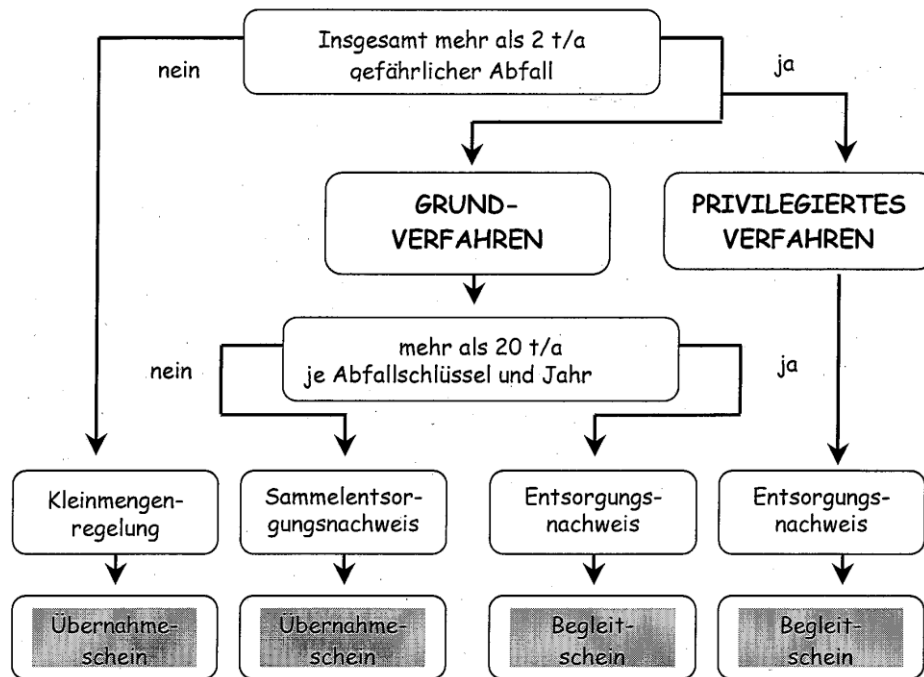 Insgesamt mehr als 2 t/a
gefährlicher Abfall
nein
ja
GRUND-
VERFAHREN
PRIVILEGIERTES
VERFAHREN
mehr als 20 t/a
je Abfallschlüssel und Jahr
nein
ja
Kleinmengen-
regelung
Sammelentsor-
gungsnachweis
Entsorgungs-
nachweis
Entsorgungs-
nachweis
Übernahme-
schein
Übernahme-
schein
Begleit-
schein
Begleit-
schein